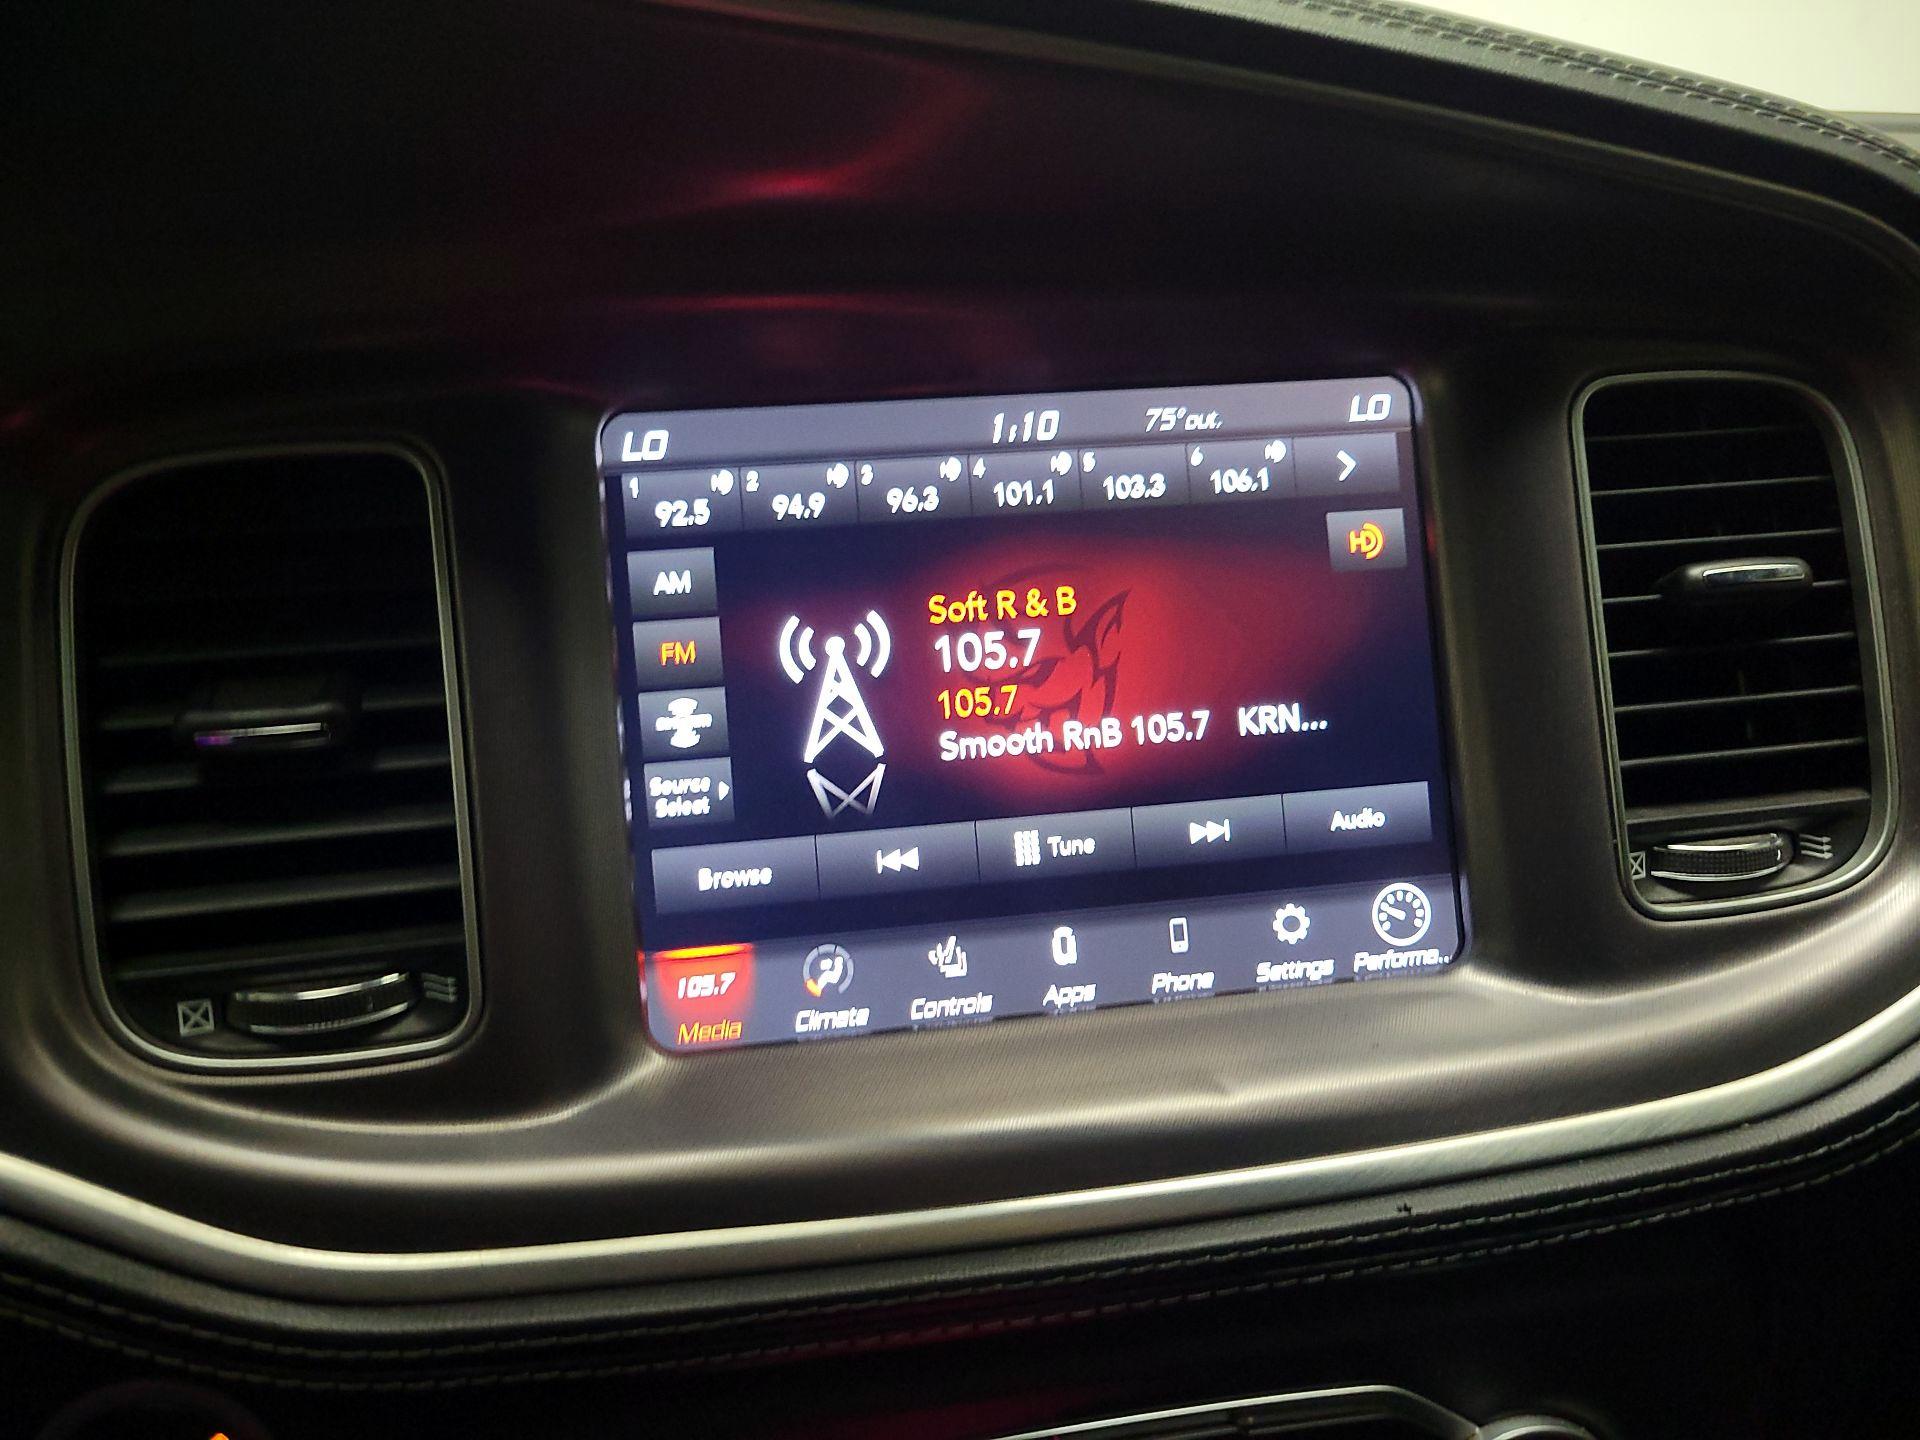 LO 1:10 75° out, LO
1 92.5 2 94.9 3 96.3 4 101.1 5 103.3 6 106.1
HD
AM
Soft R & B
105.7
FM
105.7
Smooth RnB 105.7 KRN...
Source
Select
Browse Tune Audio
105.7
Media Climate Controls Apps Phone Settings Performa..